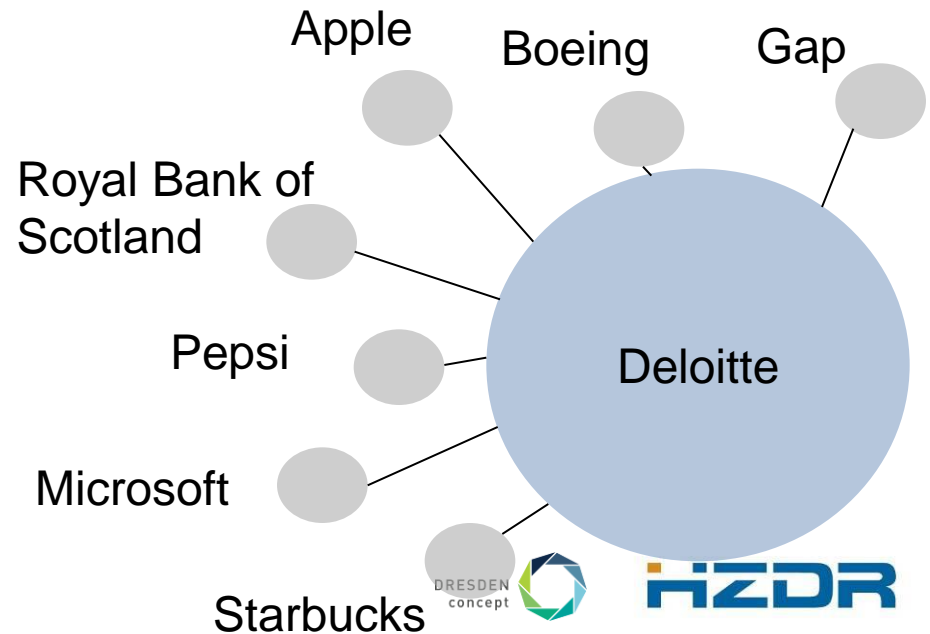 Apple
Boeing
Gap
Royal Bank of
Scotland
Pepsi
Deloitte
Microsoft
Starbucks
DRESDEN
concept
HZDR